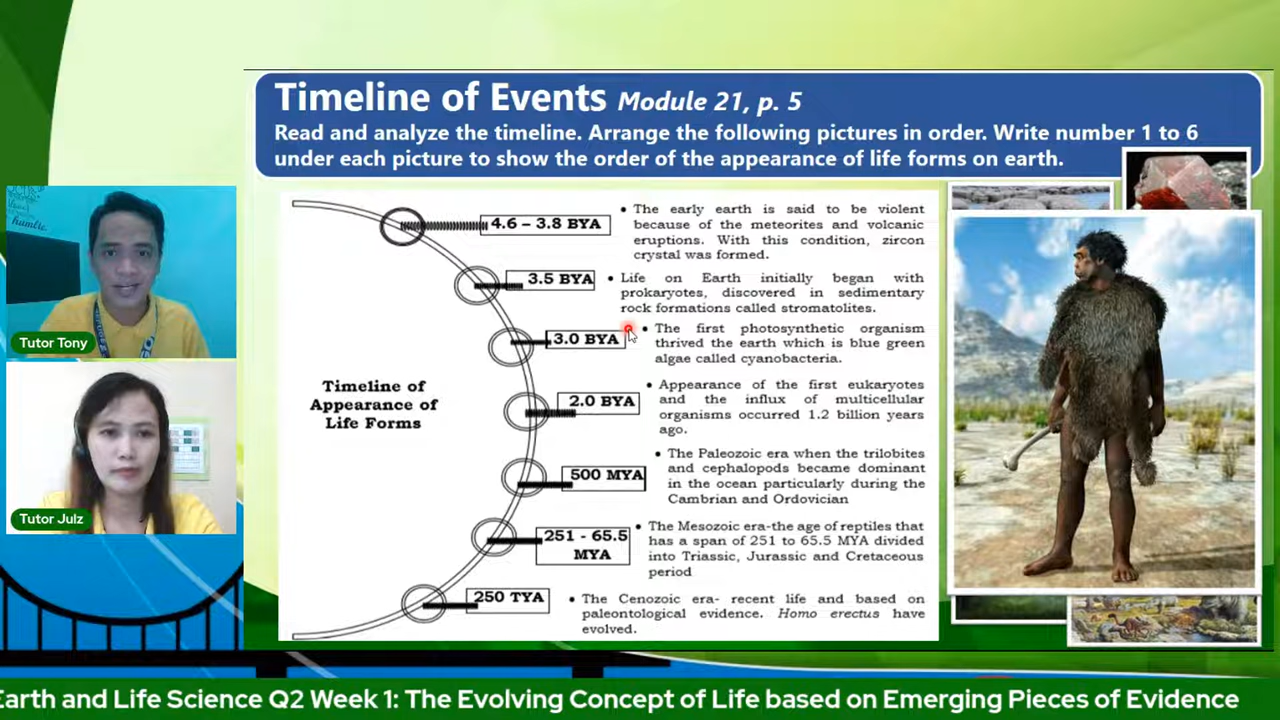 Timeline of Events Module 21, p. 5
Read and analyze the timeline. Arrange the following pictures in order. Write number 1 to 6
under each picture to show the order of the appearance of life forms on earth.
humble.
Tutor Tony
Tutor Julz
Timeline of
Appearance of
Life Forms
4.6 – 3.8 BYA
• The early earth is said to be violent
because of the meteorites and volcanic
eruptions. With this condition, zircon
crystal was formed.
3.5 BYA
• Life on Earth initially began with
prokaryotes, discovered in sedimentary
rock formations called stromatolites.
3.0 BYA
• The first photosynthetic organism
thrived the earth which is blue green
algae called cyanobacteria.
2.0 BYA
• Appearance of the first eukaryotes
and the influx of multicellular
organisms occurred 1.2 billion years
ago.
500 MYA
• The Paleozoic era when the trilobites
and cephalopods became dominant
in the ocean particularly during the
Cambrian and Ordovician
251 - 65.5
MYA
• The Mesozoic era-the age of reptiles that
has a span of 251 to 65.5 MYA divided
into Triassic, Jurassic and Cretaceous
period
250 TYA
• The Cenozoic era- recent life and based on
paleontological evidence. Homo erectus have
evolved.
Earth and Life Science Q2 Week 1: The Evolving Concept of Life based on Emerging Pieces of Evidence